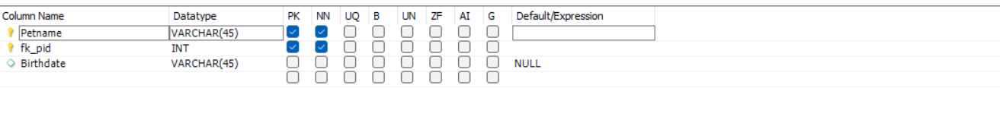 Column Name Datatype PK NN UQ B UN ZF AI G Default/Expression
Petname VARCHAR(45)
fk_pid INT
Birthdate VARCHAR(45) NULL